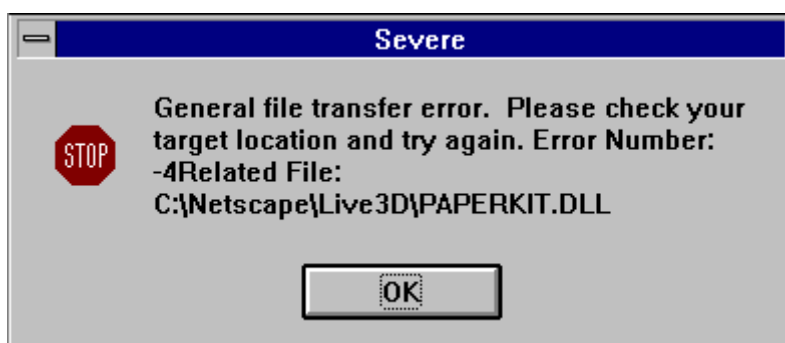 Severe
General file transfer error.  Please check your
STOP
target location and try again. Error Number:
-4Related File:
C:\Netscape\Live3D\PAPERKIT.DLL
OK